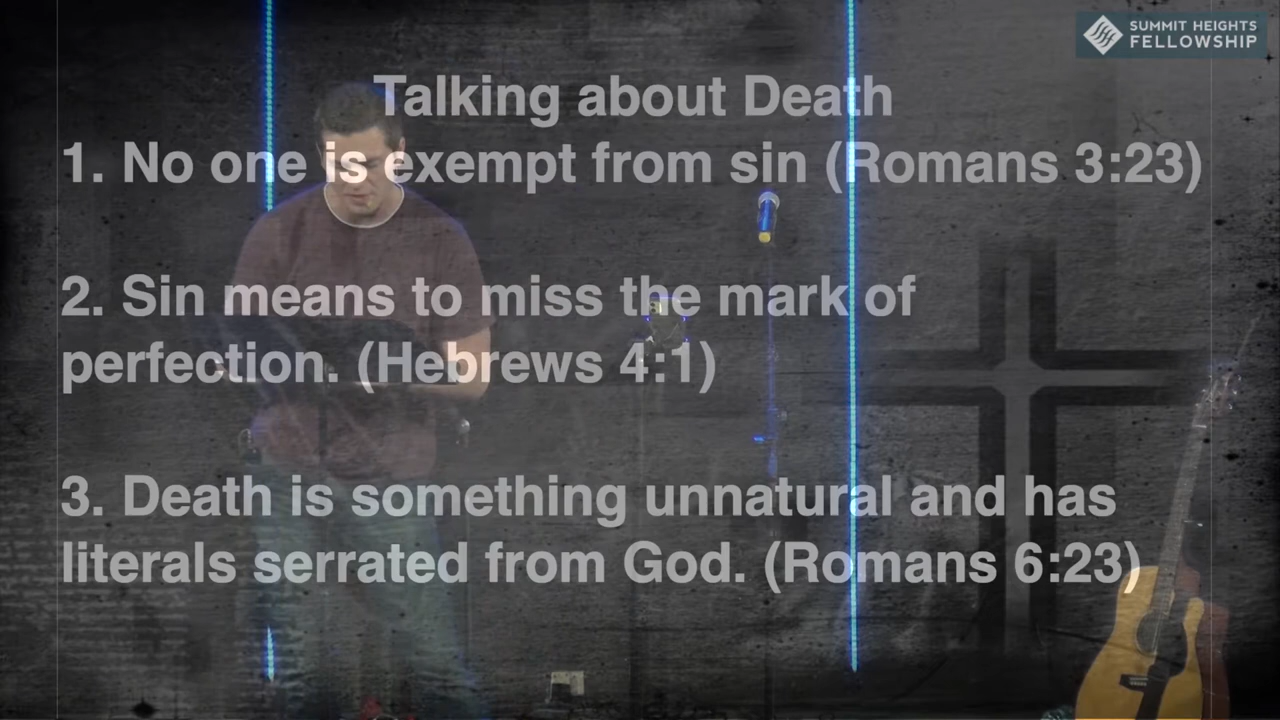 SUMMIT HEIGHTS
FELLOWSHIP
Talking about Death
1. No one is exempt from sin (Romans 3:23)
2. Sin means to miss the mark of
perfection. (Hebrews 4:1)
3. Death is something unnatural and has
literals serrated from God. (Romans 6:23)